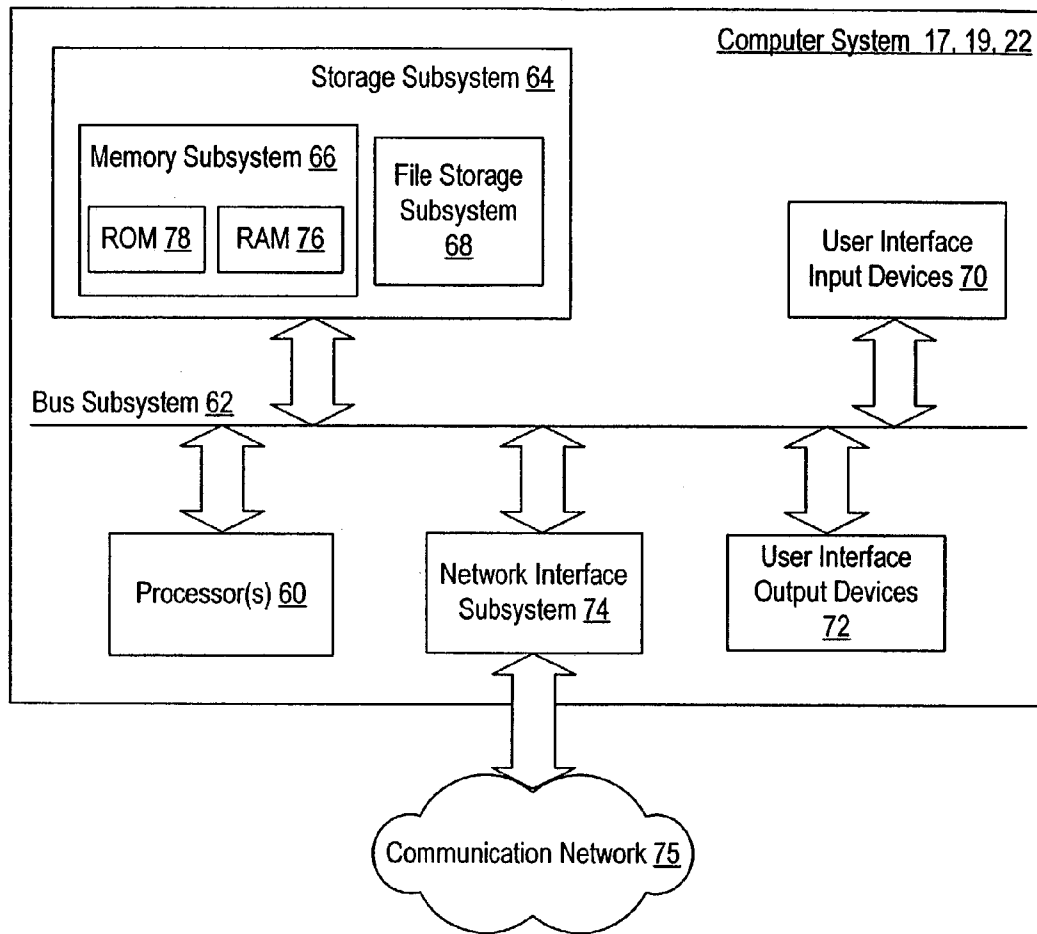 Computer System 17, 19, 22
Storage Subsystem 64
Memory Subsystem 66
ROM 78
RAM 76
File Storage
Subsystem
68
User Interface
Input Devices 70
Bus Subsystem 62
Processor(s) 60
Network Interface
Subsystem 74
User Interface
Output Devices
72
Communication Network 75